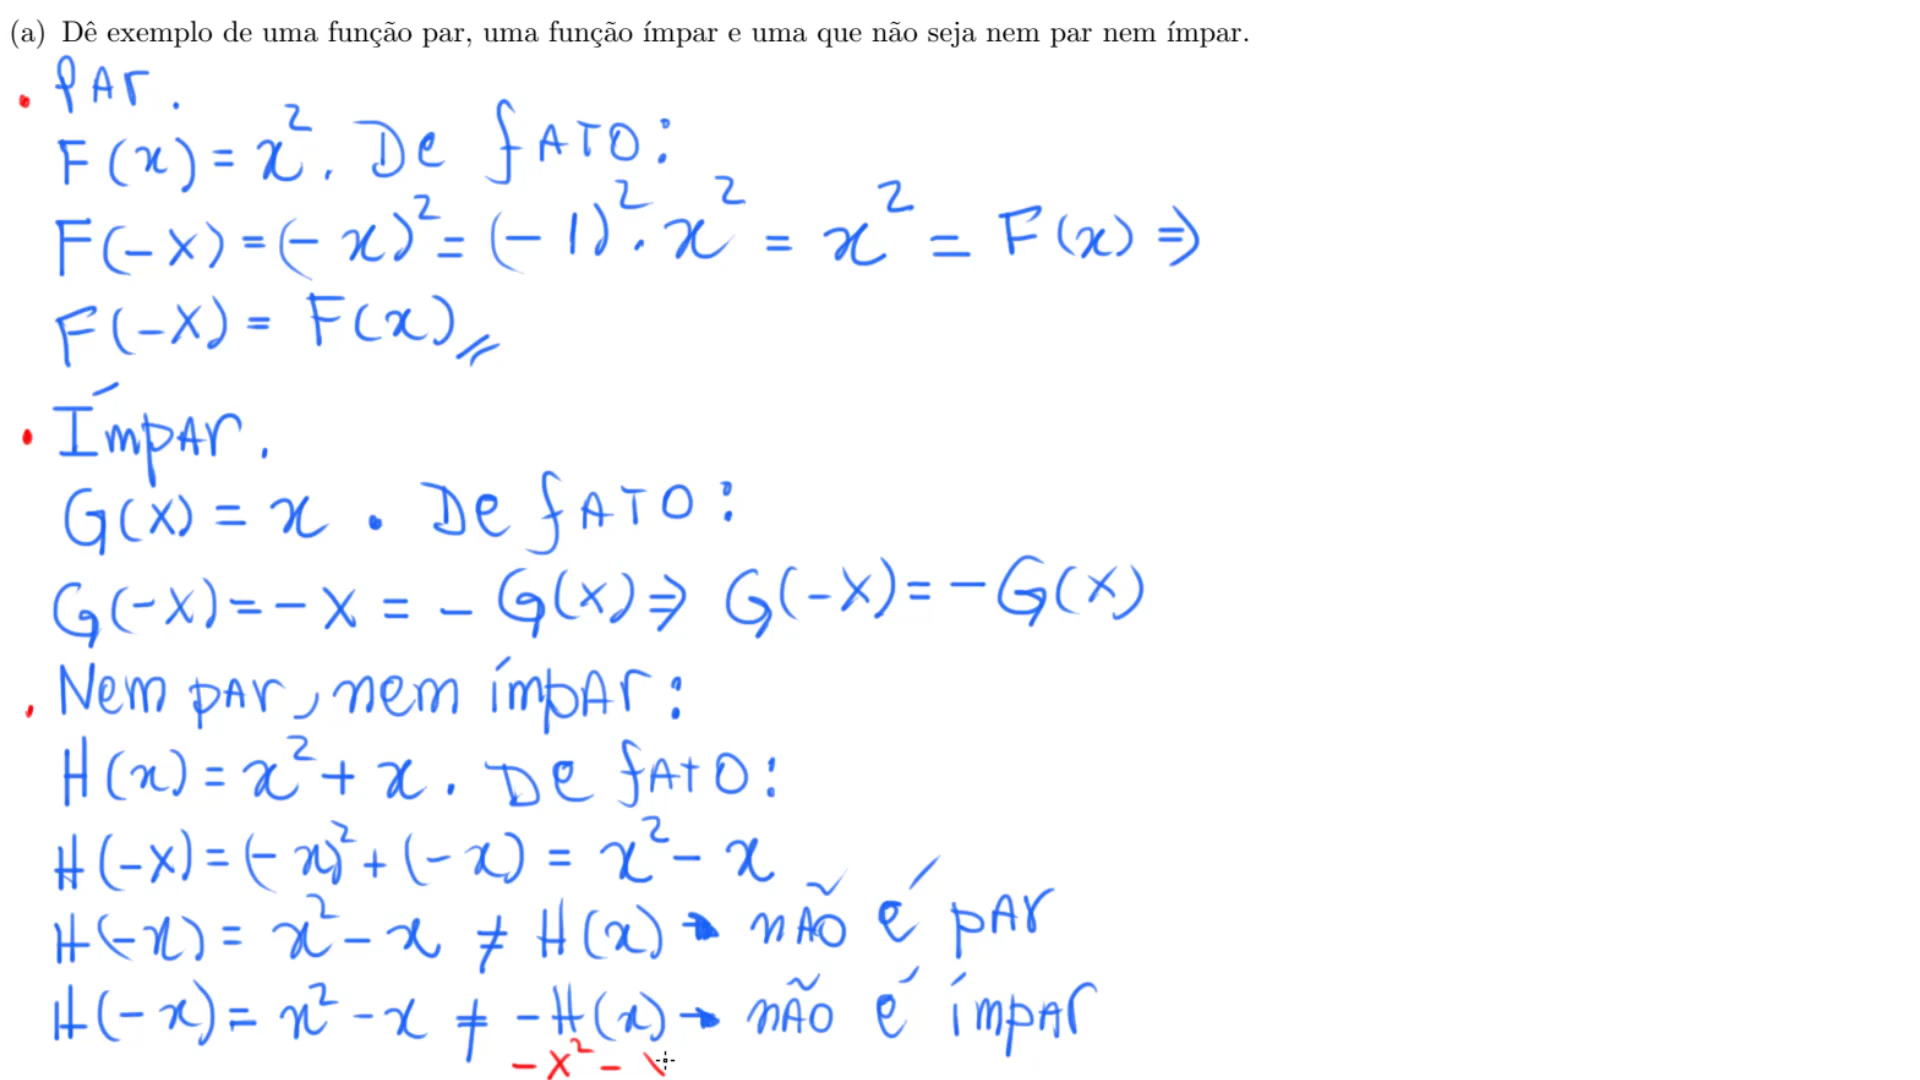 (a) Dê exemplo de uma função par, uma função ímpar e uma que não seja nem par nem ímpar.
• PAr.
F(x) = x². De fATO:
F(-x) = (-x)² = (-1)². x² = x² = F(x) ⇒
F(-x) = F(x)//
• ÍmpAr.
G(x) = x . De fATO:
G(-x) = -x = - G(x) ⇒ G(-x) = -G(x)
• Nem pAr, nem ímpAr:
H(x) = x² + x. De fATO:
H(-x) = (-x)² + (-x) = x² - x
H(-x) = x² - x ≠ H(x) → nÃO é pAr
H(-x) = x² - x ≠ -H(x) → nÃO é ímpAr
-x² -